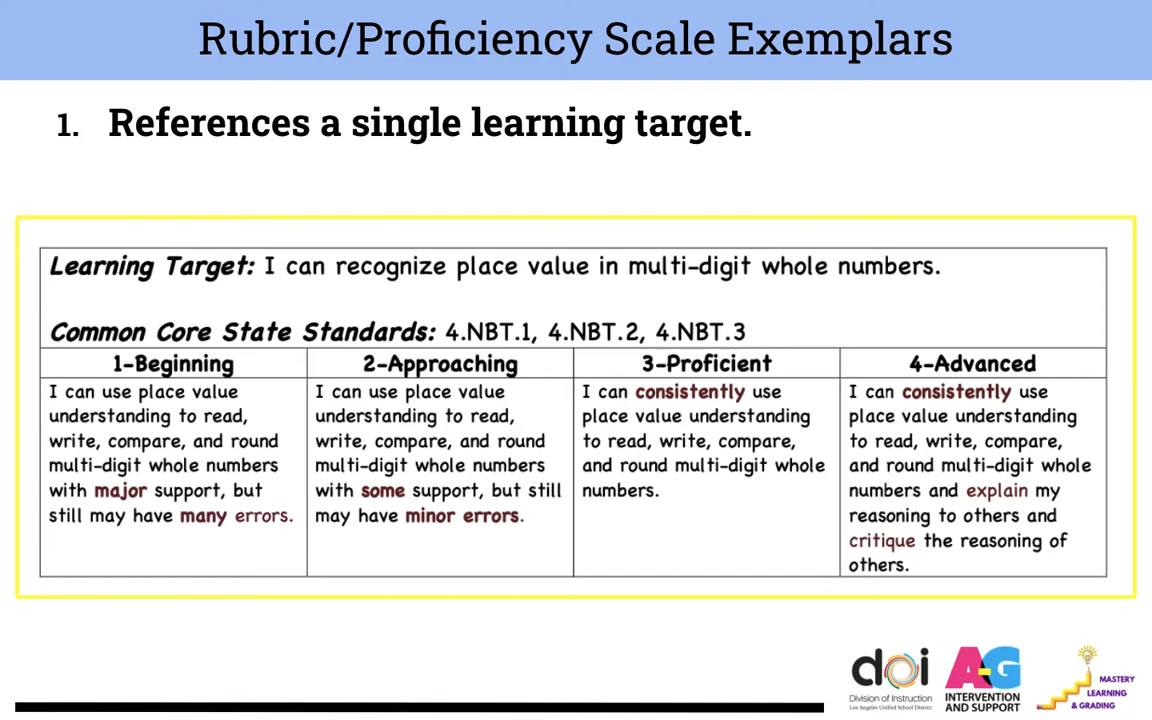 Rubric/Proficiency Scale Exemplars
1. References a single learning target.
Learning Target: I can recognize place value in multi-digit whole numbers.
Common Core State Standards: 4.NBT.1, 4.NBT.2, 4.NBT.3
1-Beginning
I can use place value
understanding to read,
write, compare, and round
multi-digit whole numbers
with major support, but
still may have many errors.
2-Approaching
I can use place value
understanding to read,
write, compare, and round
multi-digit whole numbers
with some support, but still
may have minor errors.
3-Proficient
I can consistently use
place value understanding
to read, write, compare,
and round multi-digit whole
numbers.
4-Advanced
I can consistently use
place value understanding
to read, write, compare,
and round multi-digit whole
numbers and explain my
reasoning to others and
critique the reasoning of
others.
doi
Division of Instruction
Los Angeles Unified School District
A-G
INTERVENTION
AND SUPPORT
MASTERY
LEARNING
& GRADING